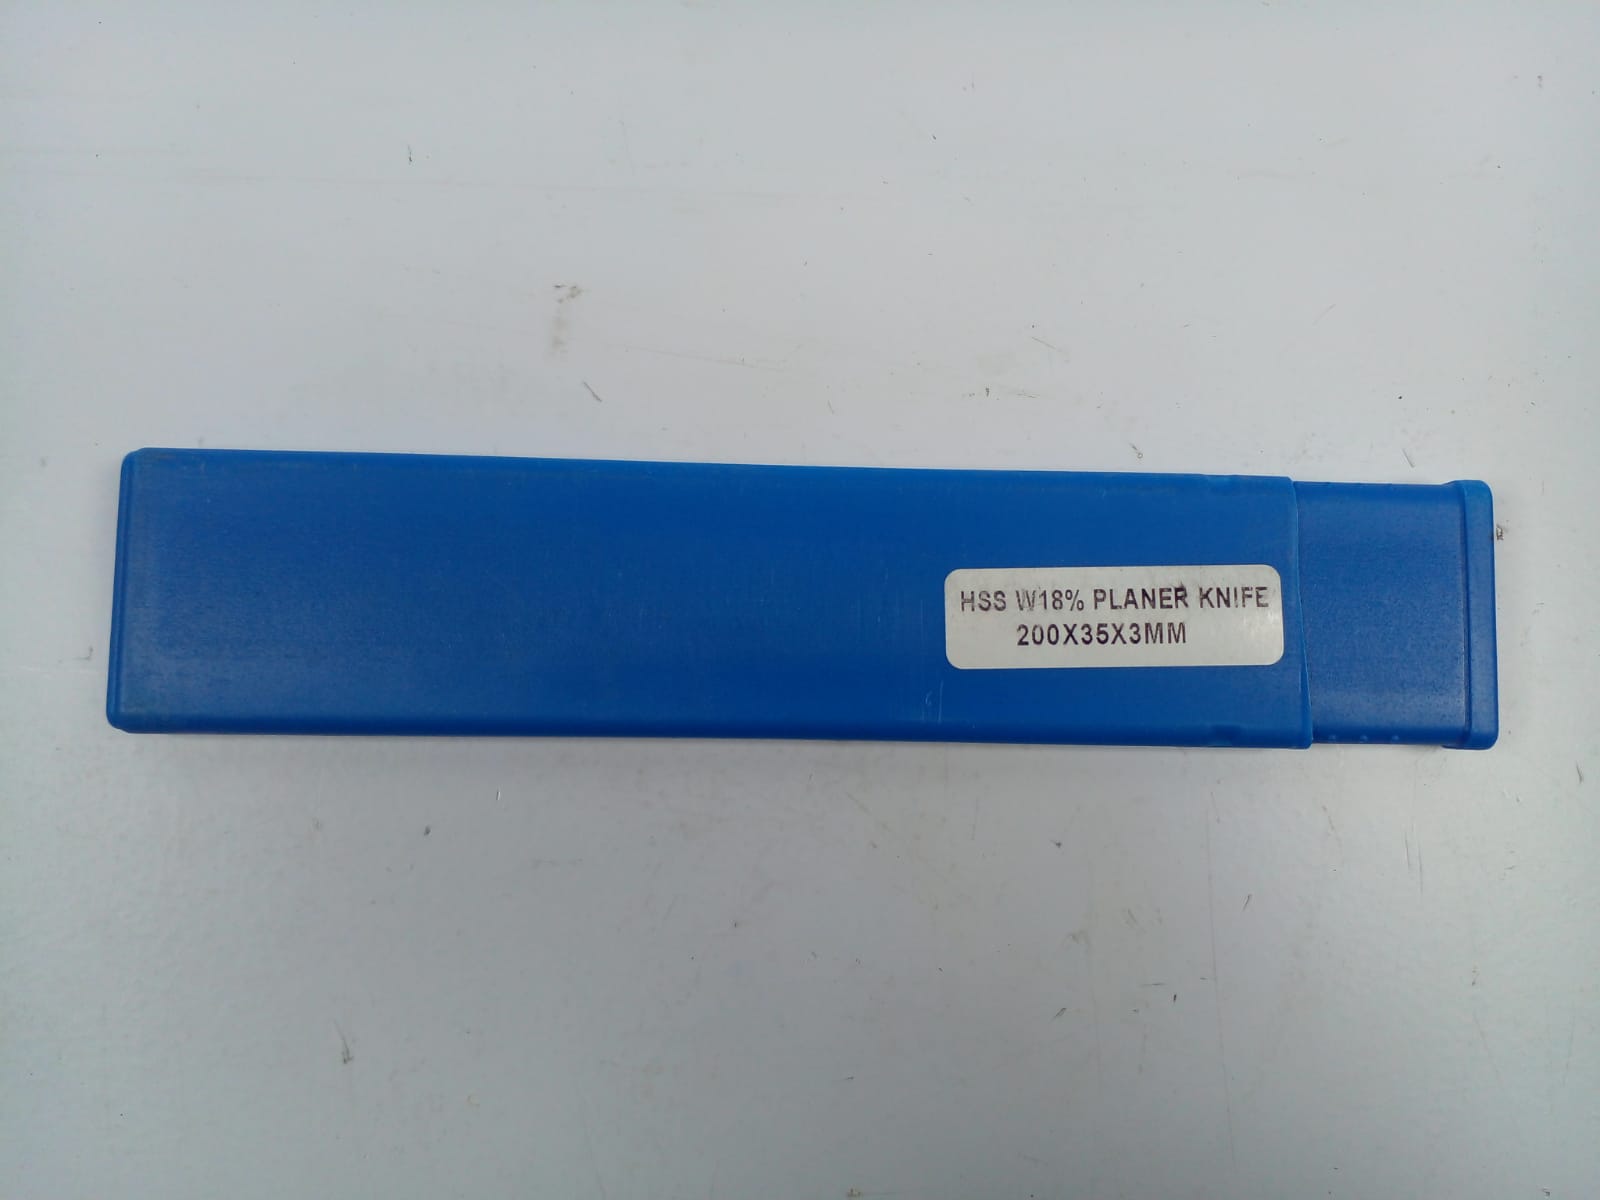 HSS W18% PLANER KNIFE
200X35X3MM